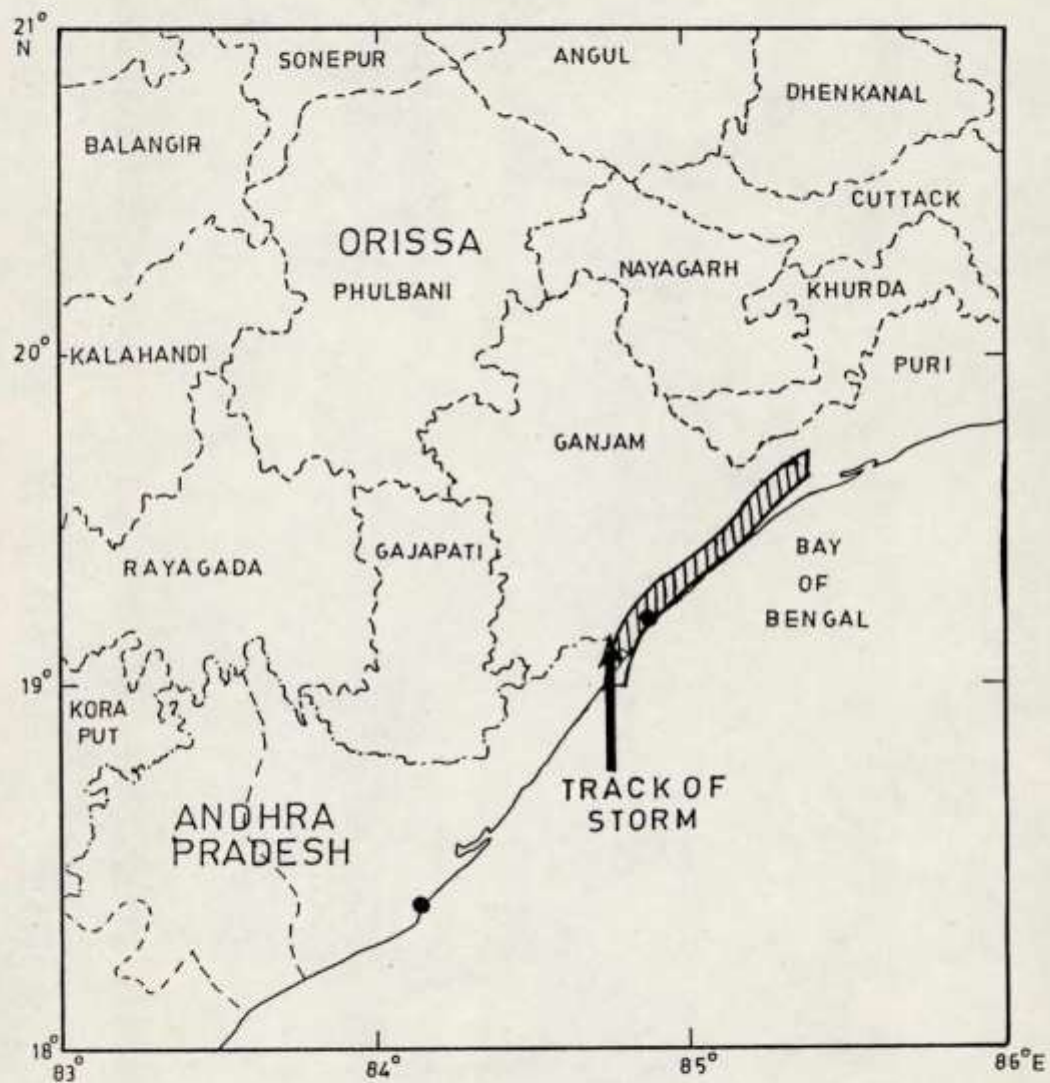 21°
N
SONEPUR
ANGUL
DHENKANAL
BALANGIR
CUTTACK
ORISSA
NAYAGARH
PHULBANI
KHURDA
20°
KALAHANDI
PURI
GANJAM
BAY
OF
BENGAL
GAJAPATI
RAYAGADA
19°
KORA
PUT
?
TRACK OF
STORM
ANDHRA
PRADESH
18°
83°
84°
85°
86°E